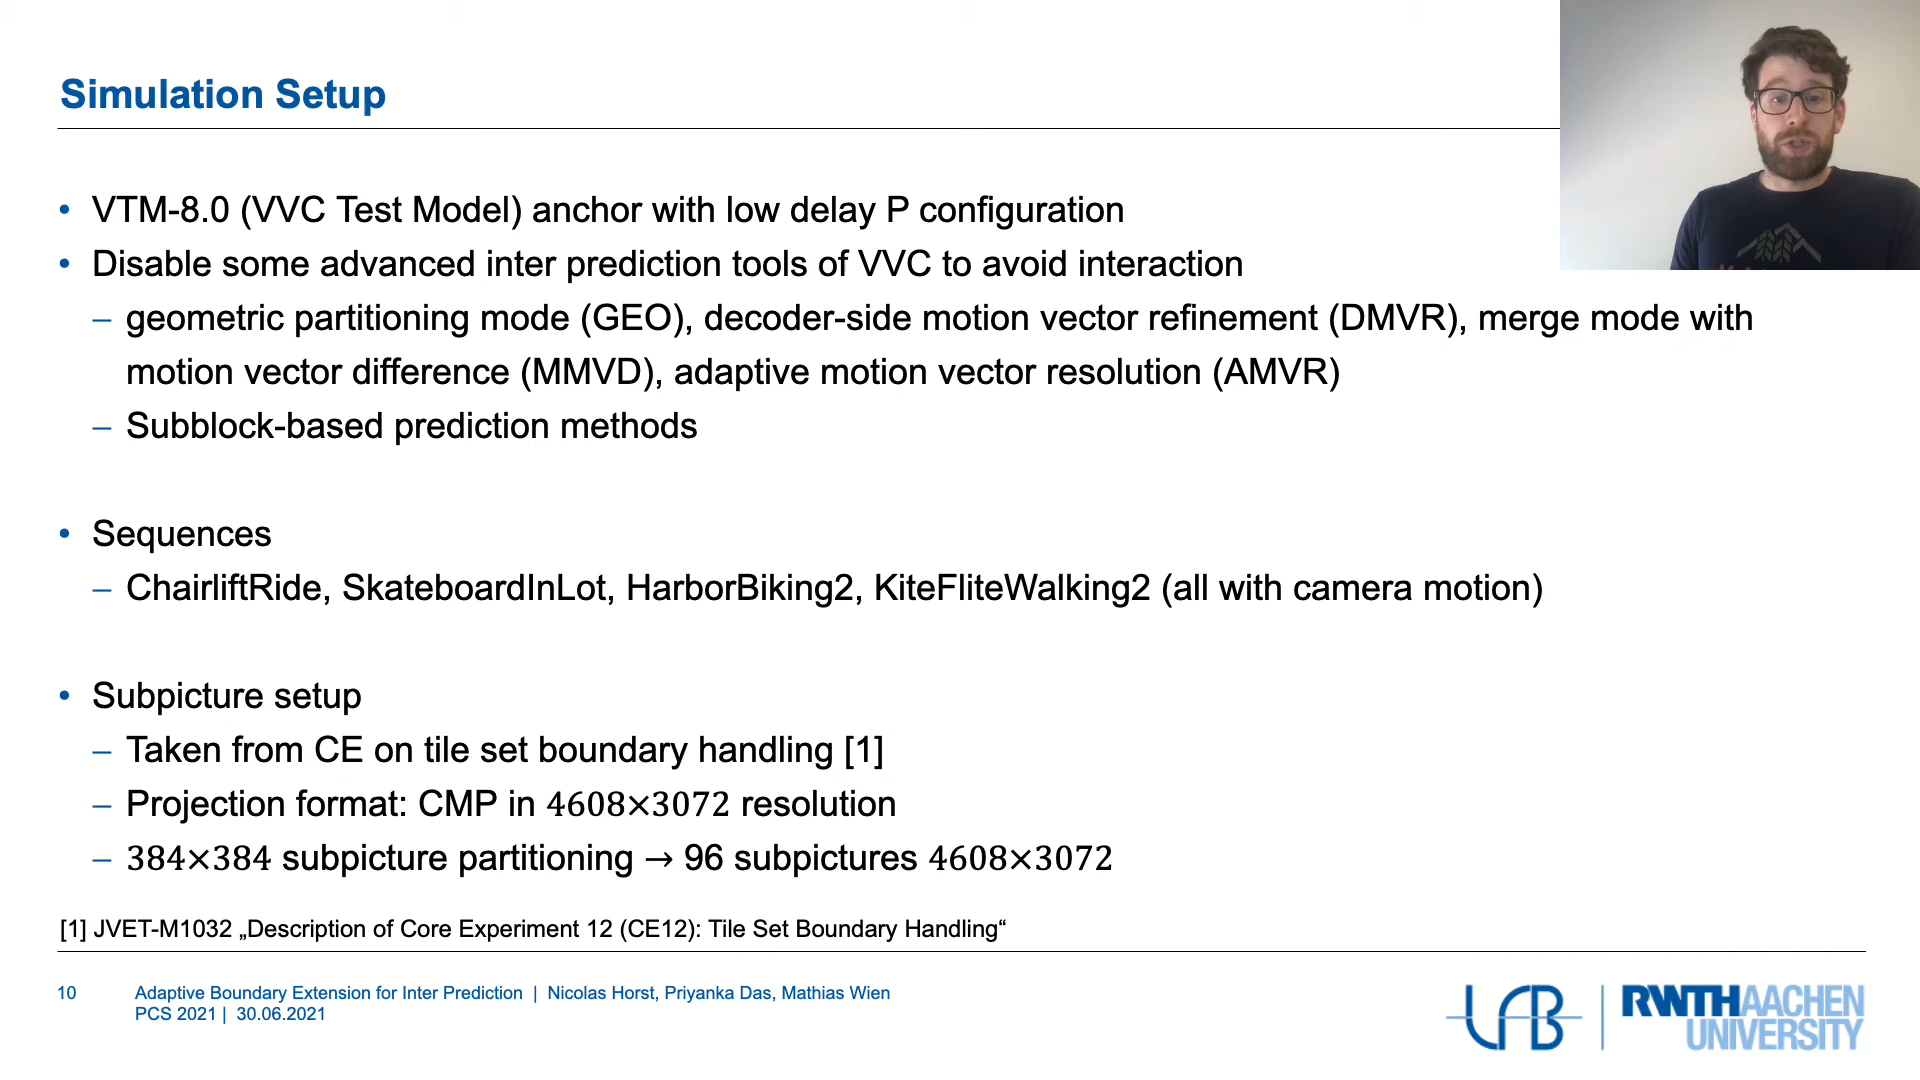 Simulation Setup
• VTM-8.0 (VVC Test Model) anchor with low delay P configuration
• Disable some advanced inter prediction tools of VVC to avoid interaction
– geometric partitioning mode (GEO), decoder-side motion vector refinement (DMVR), merge mode with
motion vector difference (MMVD), adaptive motion vector resolution (AMVR)
– Subblock-based prediction methods
• Sequences
– ChairliftRide, SkateboardInLot, HarborBiking2, KiteFliteWalking2 (all with camera motion)
• Subpicture setup
– Taken from CE on tile set boundary handling [1]
– Projection format: CMP in 4608×3072 resolution
– 384×384 subpicture partitioning → 96 subpictures 4608×3072
[1] JVET-M1032 „Description of Core Experiment 12 (CE12): Tile Set Boundary Handling“
10 Adaptive Boundary Extension for Inter Prediction | Nicolas Horst, Priyanka Das, Mathias Wien
PCS 2021 | 30.06.2021
RWTH AACHEN
UNIVERSITY